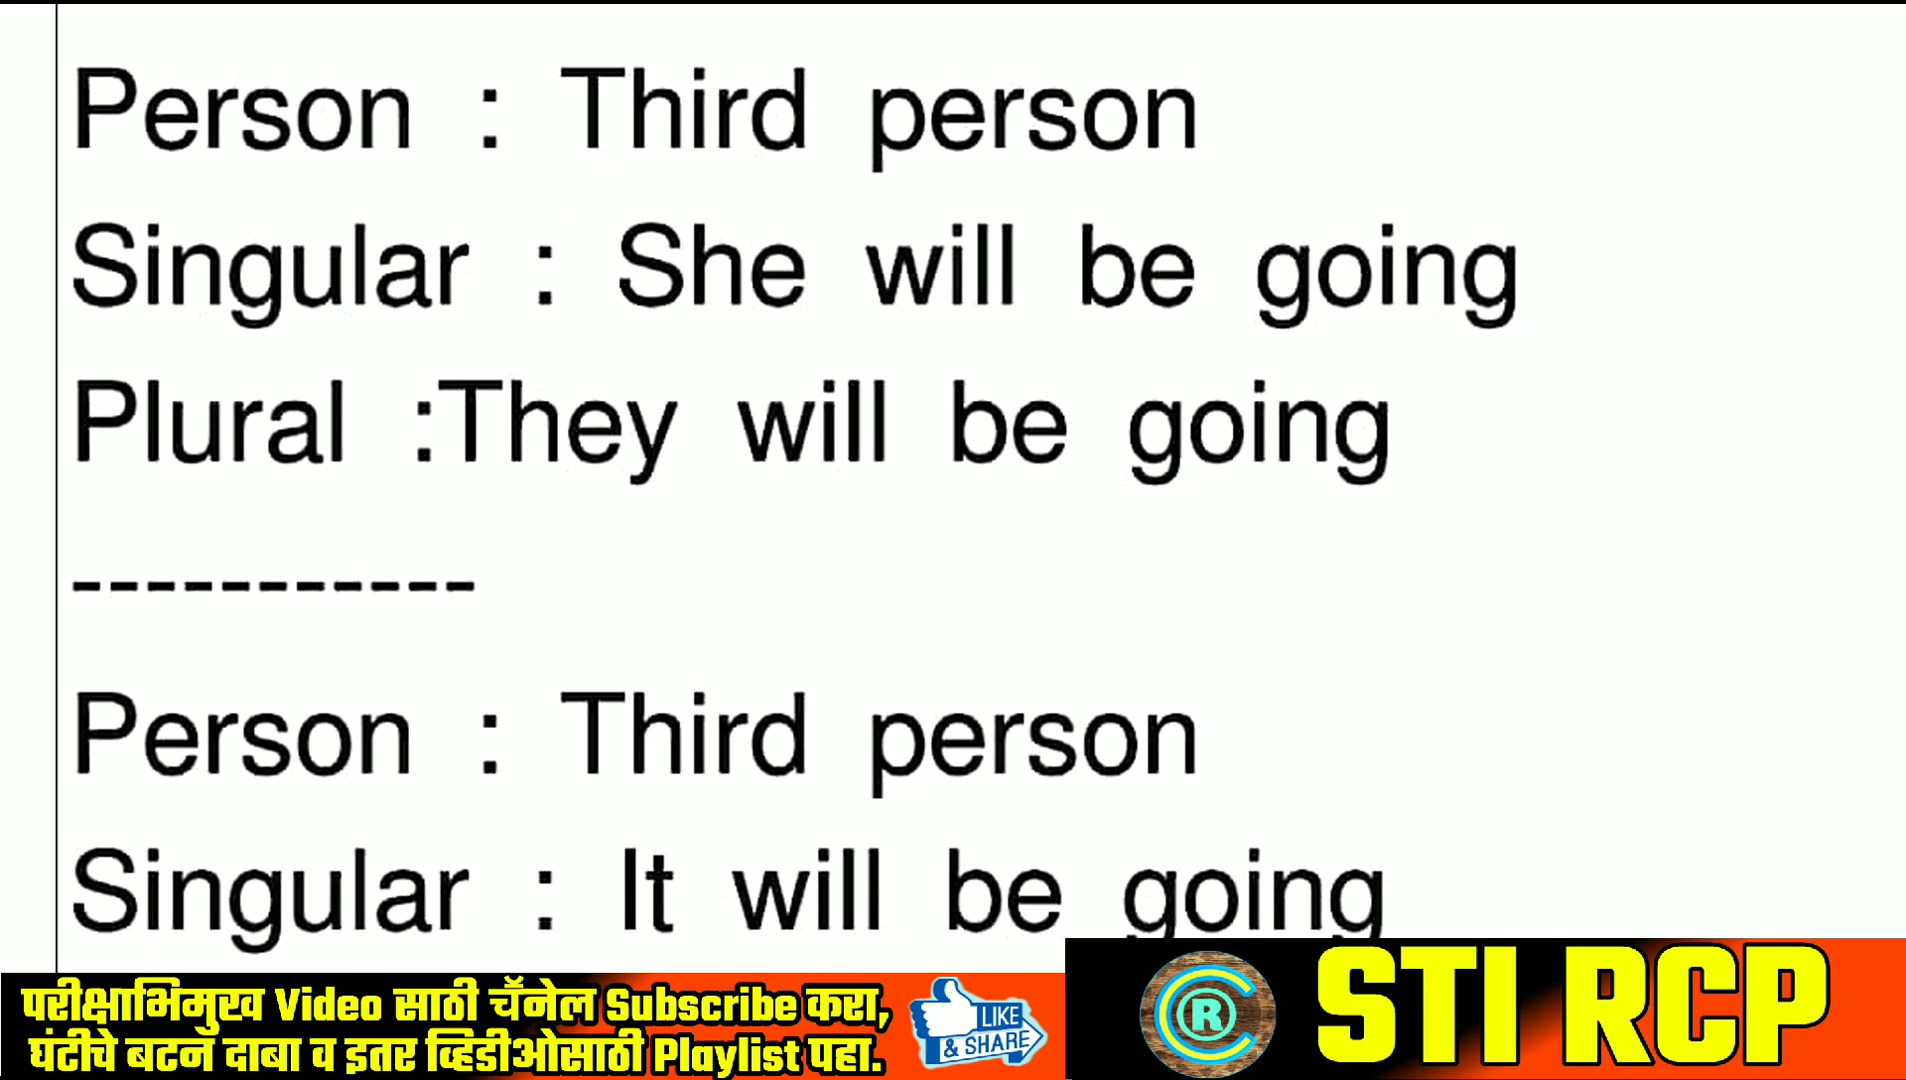 Person : Third person
Singular : She will be going
Plural :They will be going
-----------
Person : Third person
Singular : It will be going
परीक्षाभिमुख Video साठी चॅनेल Subscribe करा,
घंटीचे बटन दाबा व इतर व्हिडीओसाठी Playlist पहा.
LIKE
& SHARE
R
STI RCP